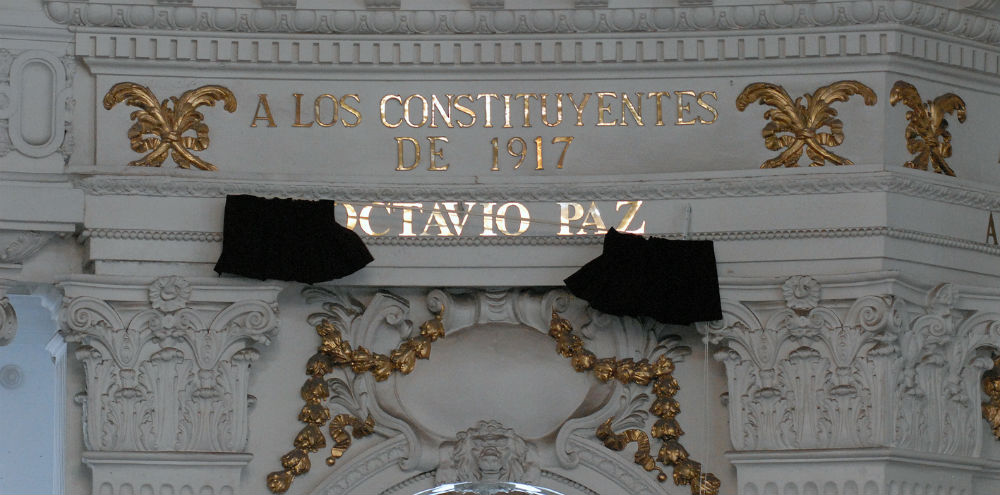 A LOS CONSTITUYENTES
DE 1917
OCTAVIO PAZ